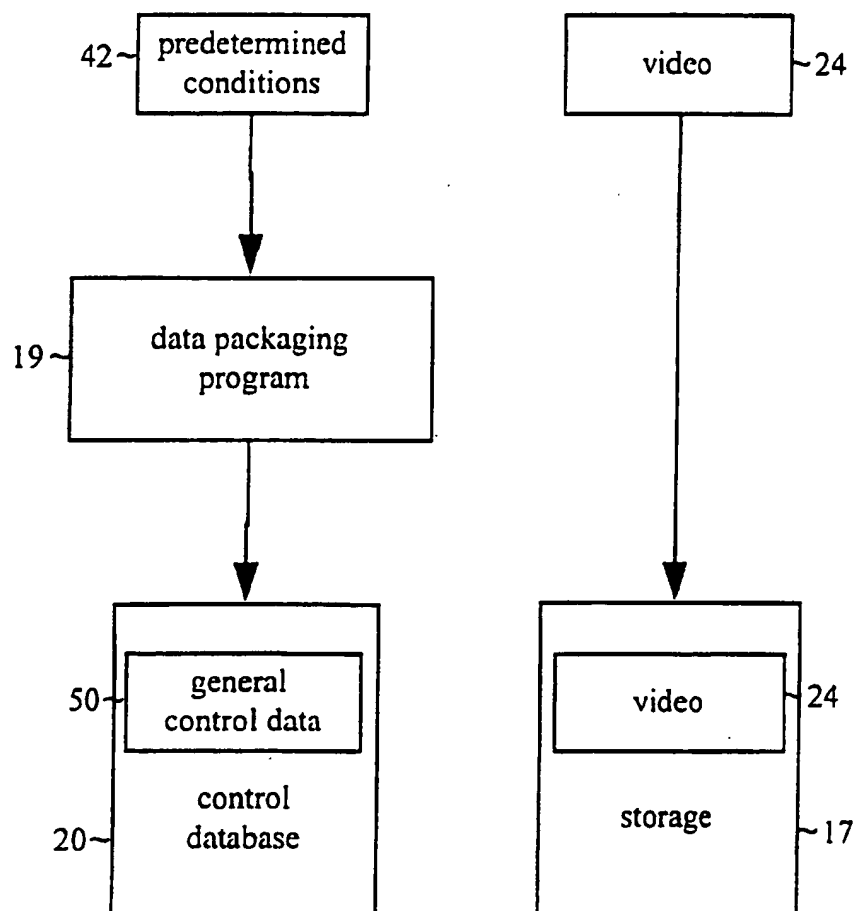 42
predetermined
conditions
video
24
19
data packaging
program
50
general
control data
video
24
control
database
20
storage
17